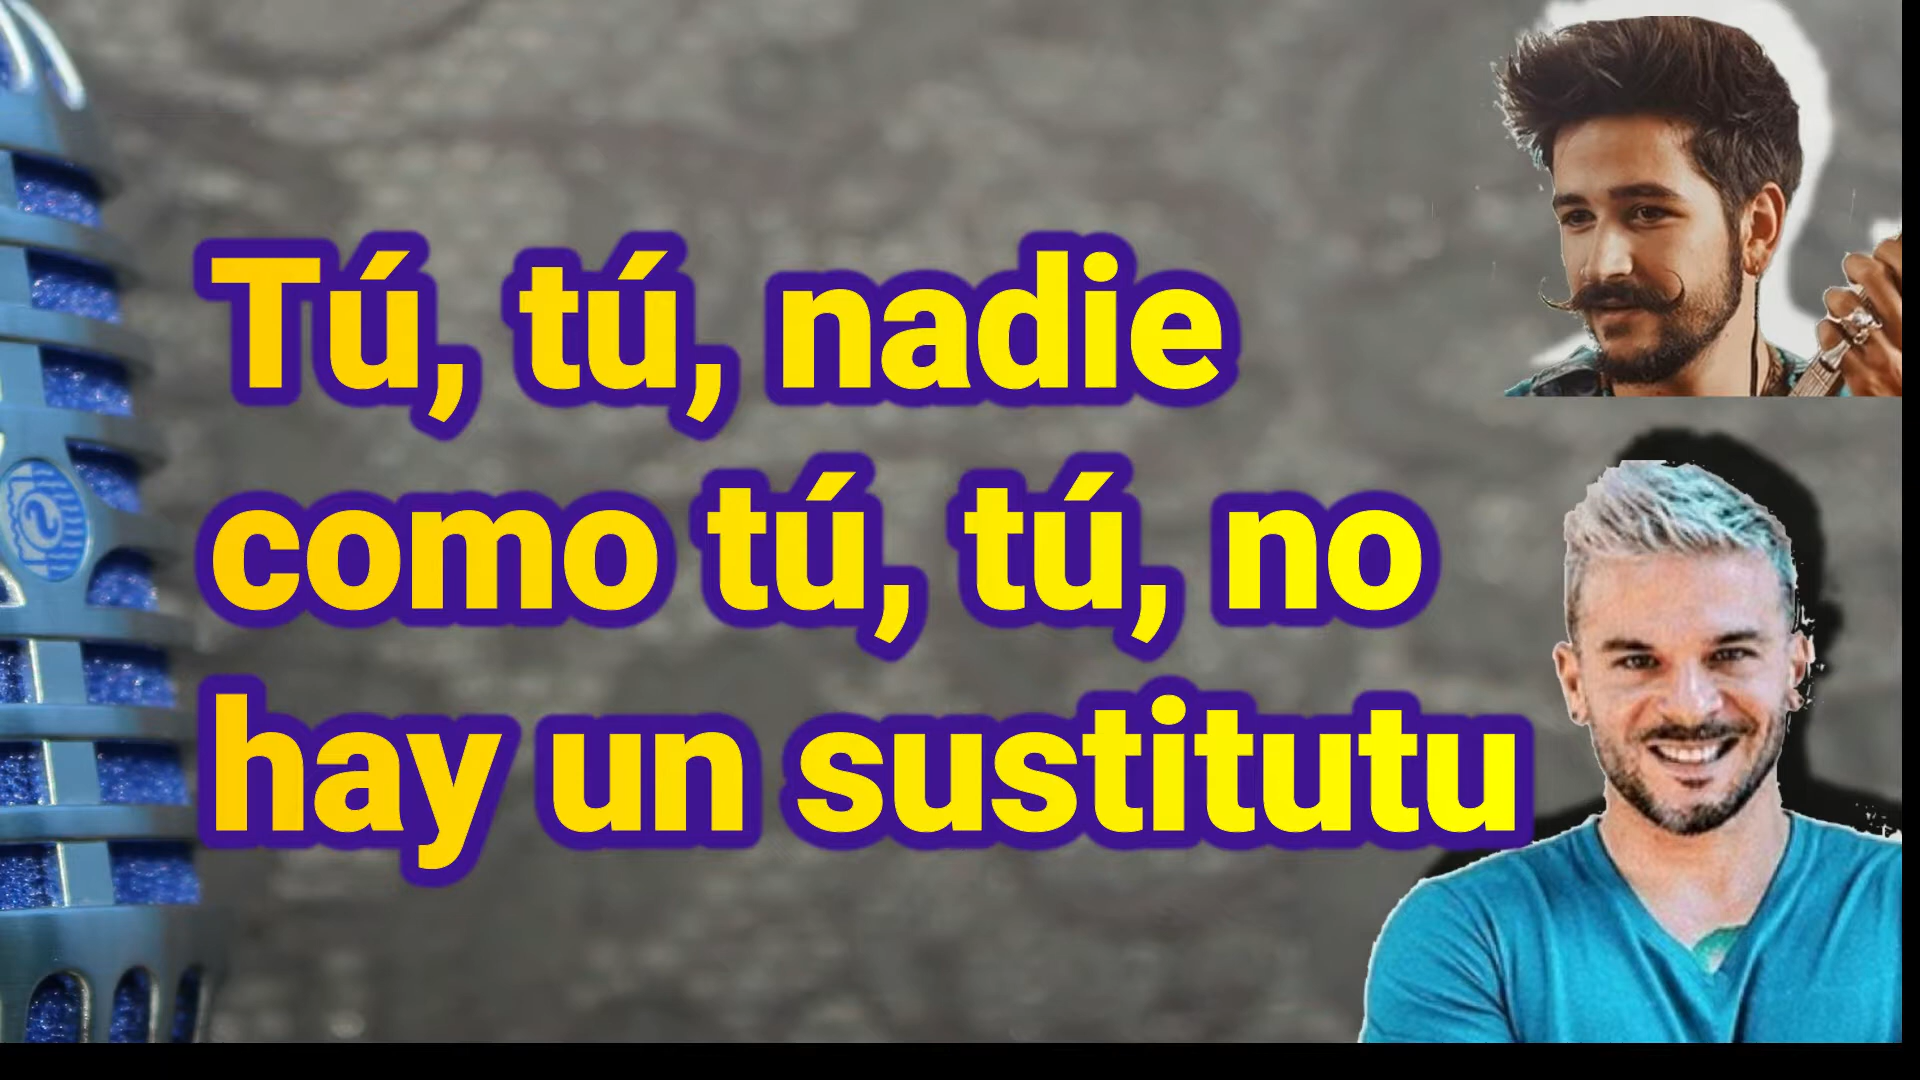 Tú, tú, nadie
como tú, tú, no
hay un sustitutu